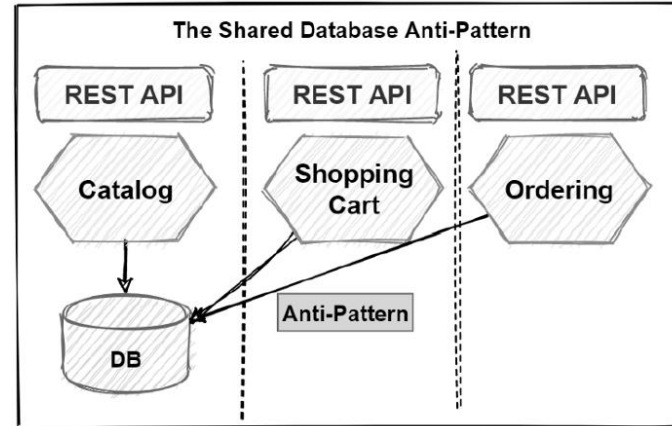 The Shared Database Anti-Pattern
REST API
REST API
REST API
Catalog
Shopping
Cart
Ordering
Anti-Pattern
DB